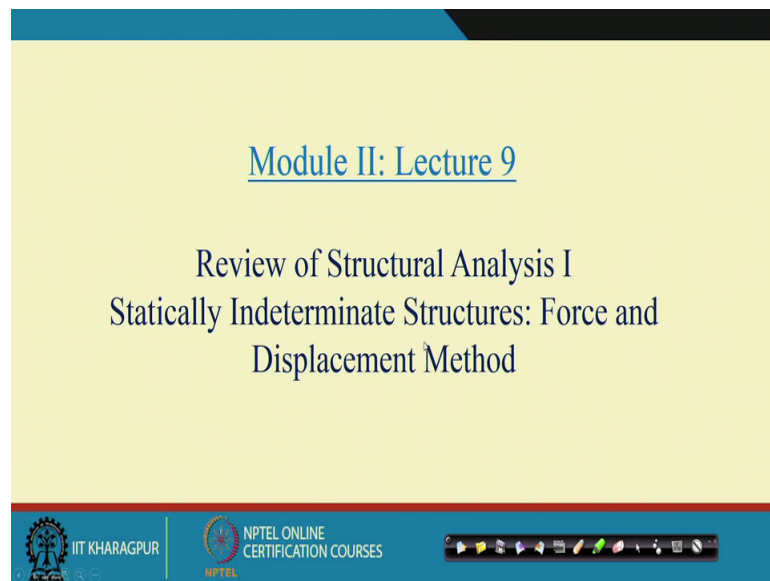 Module II: Lecture 9
Review of Structural Analysis I
Statically Indeterminate Structures: Force and
Displacement Method
IIT KHARAGPUR
NPTEL
NPTEL ONLINE
CERTIFICATION COURSES